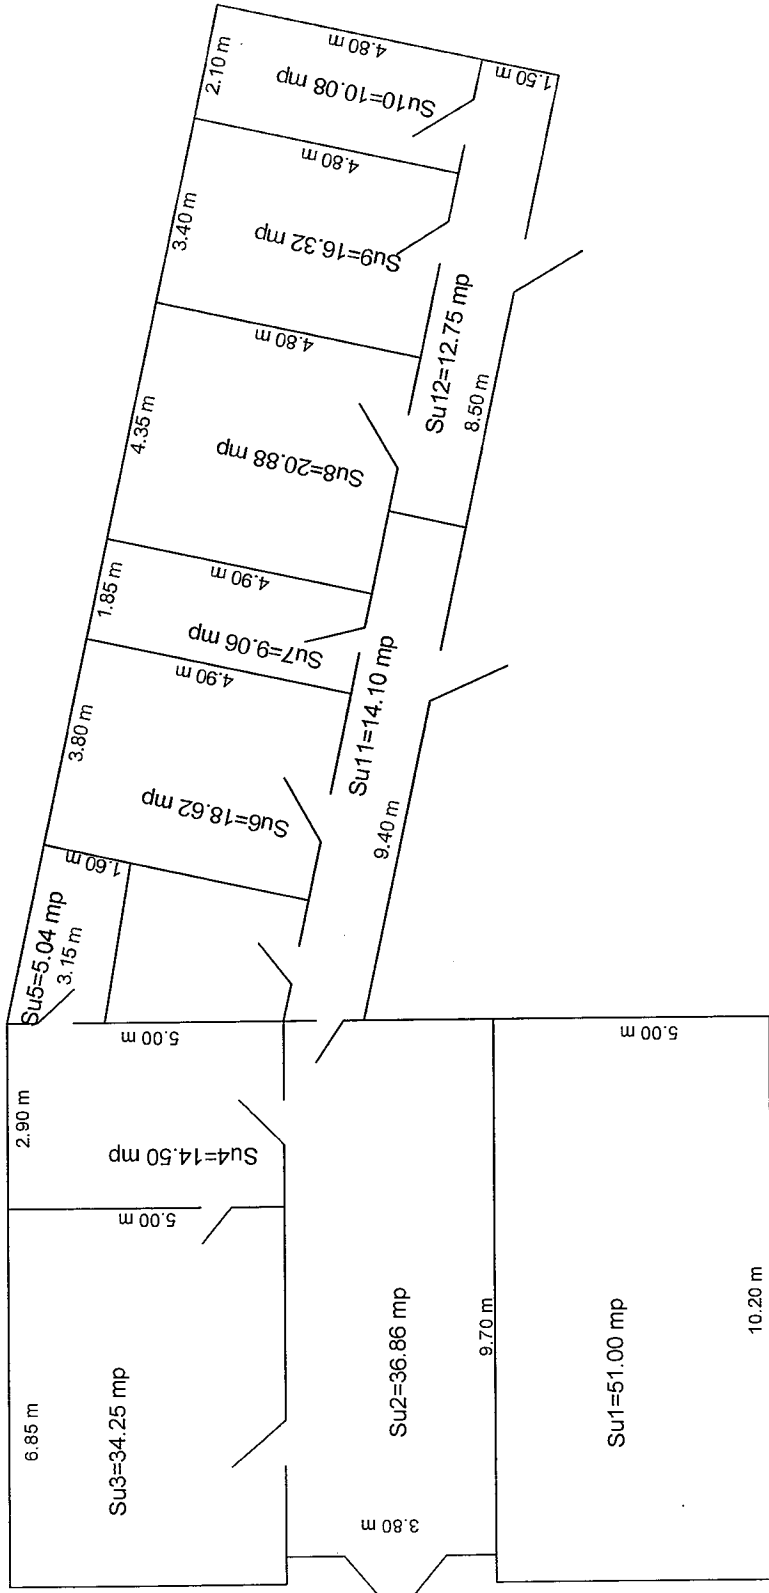 2.10 m
4.80 m
Su10=10.08 mp
1.50 m
3.40 m
4.80 m
Su9=16.32 mp
4.35 m
4.80 m
Su8=20.88 mp
Su12=12.75 mp
8.50 m
1.85 m
4.90 m
Su7=9.06 mp
4.90 m
3.80 m
Su6=18.62 mp
Su11=14.10 mp
9.40 m
1.60 m
Su5=5.04 mp
3.15 m
5.00 m
5.00 m
2.90 m
Su4=14.50 mp
5.00 m
6.85 m
Su3=34.25 mp
Su2=36.86 mp
9.70 m
3.80 m
Su1=51.00 mp
10.20 m